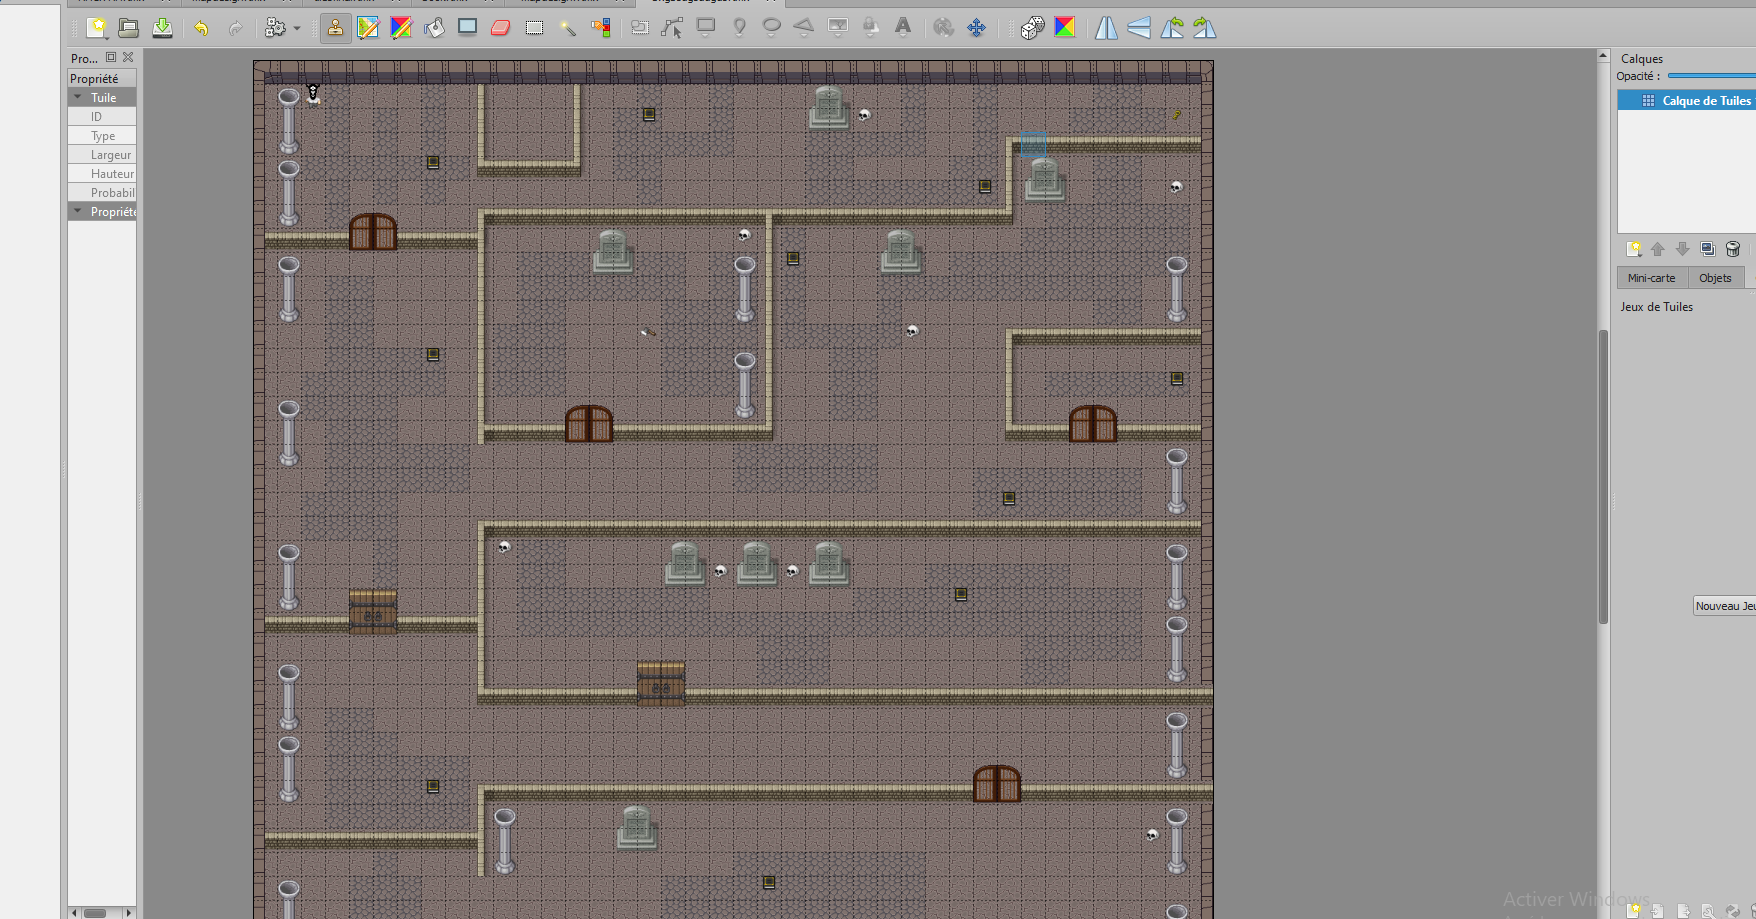 Pro...
Propriété
Tuile
ID
Type
Largeur
Hauteur
Probabil
Propriéte
Calques
Opacité :
Calque de Tuiles
Mini-carte
Objets
Jeux de Tuiles
Nouveau Jeu
Activer Windows